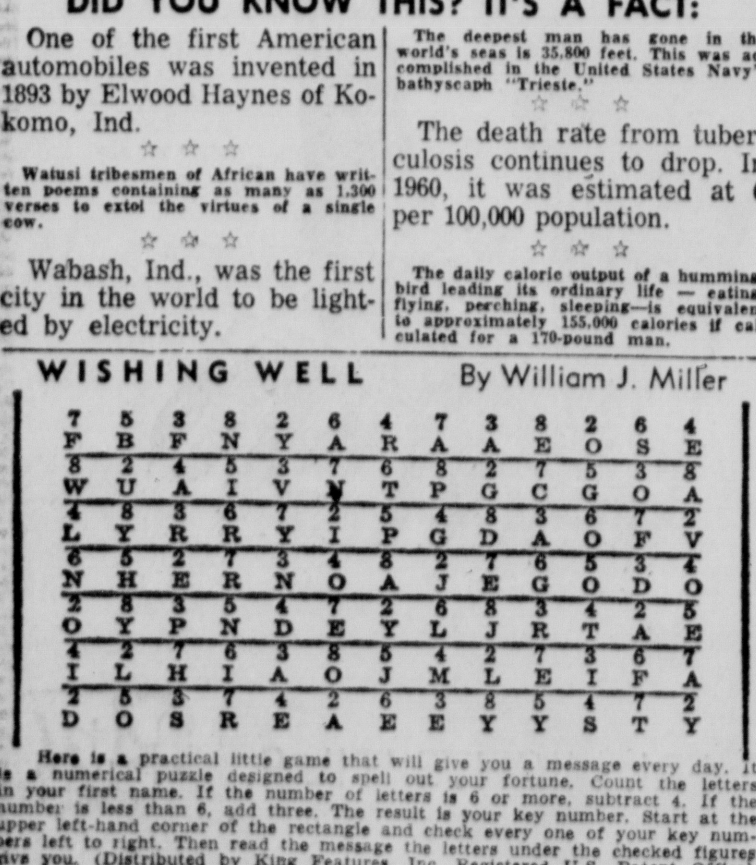 DID YOU KNOW THIS? IT'S A FACT:
One of the first American
automobiles was invented in
1893 by Elwood Haynes of Ko-
komo, Ind.
☆ ☆ ☆
Watusi tribesmen of African have writ-
ten poems containing as many as 1,300
verses to extol the virtues of a single
cow.
☆ ☆ ☆
Wabash, Ind., was the first
city in the world to be light-
ed by electricity.
The deepest man has gone in th
world's seas is 35,800 feet. This was ac
complished in the United States Navy'
bathyscaph "Trieste."
☆ ☆ ☆
The death rate from tuber
culosis continues to drop. In
1960, it was estimated at
per 100,000 population.
☆ ☆ ☆
The daily caloric output of a humming
bird leading its ordinary life — eating
flying, perching, sleeping—is equivalen
to approximately 155,000 calories if cal
culated for a 170-pound man.
WISHING WELL By William J. Miller
7 5 3 8 2 6 4 7 3 8 2 6 4
F B F N Y A R A A E O S E
8 2 4 5 3 7 6 8 2 7 5 3 8
W U A I V N T P G C G O A
4 8 3 6 7 2 5 4 8 3 6 7 2
L Y R R Y I P G D A O F V
6 5 2 7 3 4 8 2 7 6 5 3 4
N H E R N O A J E G O D O
2 8 3 5 4 7 2 6 8 3 4 2 5
O Y P N D E Y L J R T A E
4 2 7 6 3 8 5 4 2 7 3 6 7
I L H I A O J M L E I F A
2 5 3 7 4 2 6 3 8 5 4 7 2
D O S R E A E E Y Y S T Y
Here is a practical little game that will give you a message every day. It
is a numerical puzzle designed to spell out your fortune. Count the letters
in your first name. If the number of letters is 6 or more, subtract 4. If the
number is less than 6, add three. The result is your key number. Start at the
upper left-hand corner of the rectangle and check every one of your key num-
bers left to right. Then read the message the letters under the checked figures
give you. (Distributed by King Features, Inc.